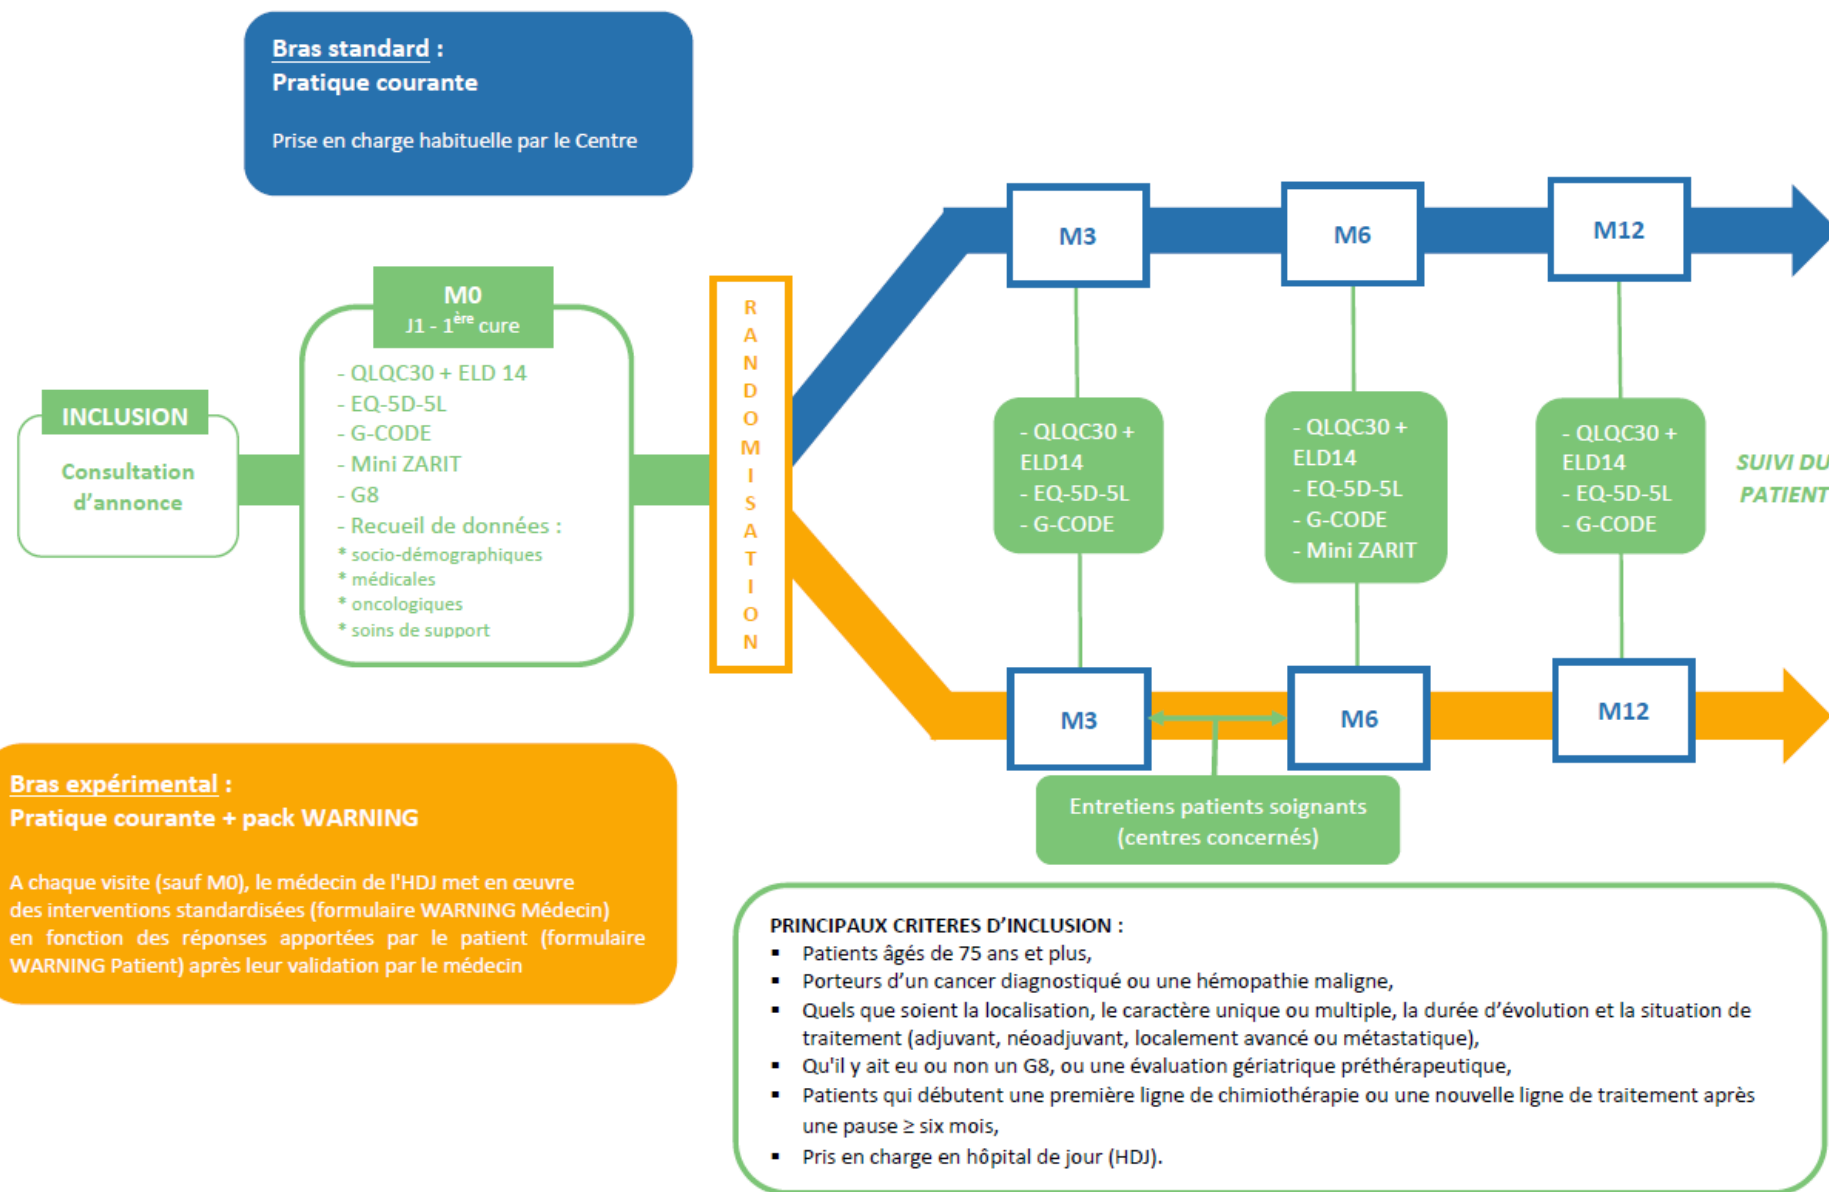 Bras standard :
Pratique courante
Prise en charge habituelle par le Centre
INCLUSION
Consultation
d'annonce
M0
J1 - 1ère cure
- QLQC30 + ELD 14
- EQ-5D-5L
- G-CODE
- Mini ZARIT
- G8
- Recueil de données :
* socio-démographiques
* médicales
* oncologiques
* soins de support
RANDOMISATION
M3
M6
M12
- QLQC30 +
ELD14
- EQ-5D-5L
- G-CODE
- QLQC30 +
ELD14
- EQ-5D-5L
- G-CODE
- Mini ZARIT
- QLQC30 +
ELD14
- EQ-5D-5L
- G-CODE
SUIVI DU
PATIENT
M3
M6
M12
Entretiens patients soignants
(centres concernés)
Bras expérimental :
Pratique courante + pack WARNING
A chaque visite (sauf M0), le médecin de l'HDJ met en œuvre
des interventions standardisées (formulaire WARNING Médecin)
en fonction des réponses apportées par le patient (formulaire
WARNING Patient) après leur validation par le médecin
PRINCIPAUX CRITERES D'INCLUSION :
▪ Patients âgés de 75 ans et plus,
▪ Porteurs d'un cancer diagnostiqué ou une hémopathie maligne,
▪ Quels que soient la localisation, le caractère unique ou multiple, la durée d'évolution et la situation de
traitement (adjuvant, néoadjuvant, localement avancé ou métastatique),
▪ Qu'il y ait eu ou non un G8, ou une évaluation gériatrique préthérapeutique,
▪ Patients qui débutent une première ligne de chimiothérapie ou une nouvelle ligne de traitement après
une pause ≥ six mois,
▪ Pris en charge en hôpital de jour (HDJ).